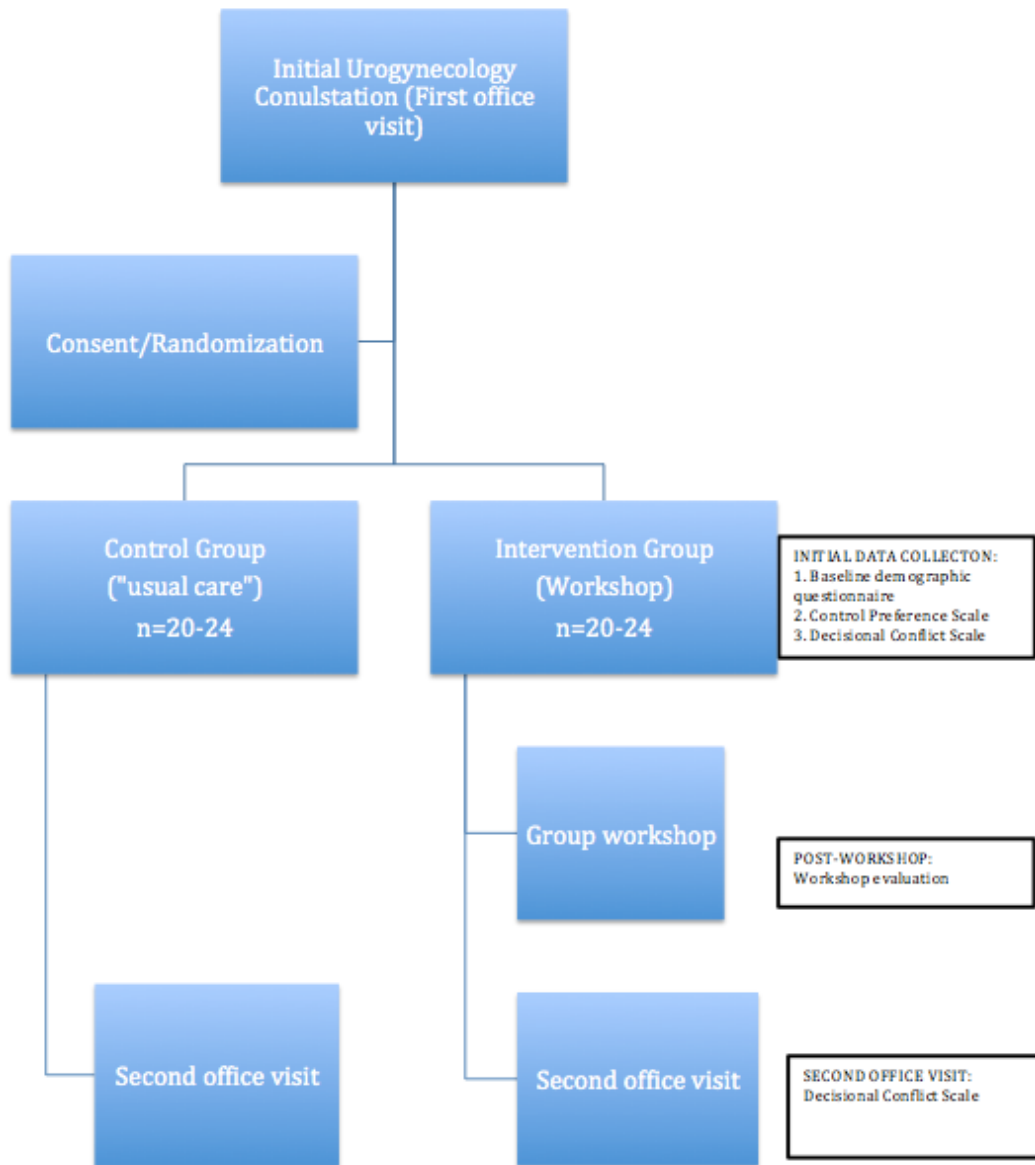 Initial Urogynecology
Conulstation (First office
visit)
Consent/Randomization
Control Group
("usual care")
n=20-24
Intervention Group
(Workshop)
n=20-24
INITIAL DATA COLLECTON:
1. Baseline demographic
questionnaire
2. Control Preference Scale
3. Decisional Conflict Scale
Group workshop
POST-WORKSHOP:
Workshop evaluation
Second office visit
Second office visit
SECOND OFFICE VISIT:
Decisional Conflict Scale